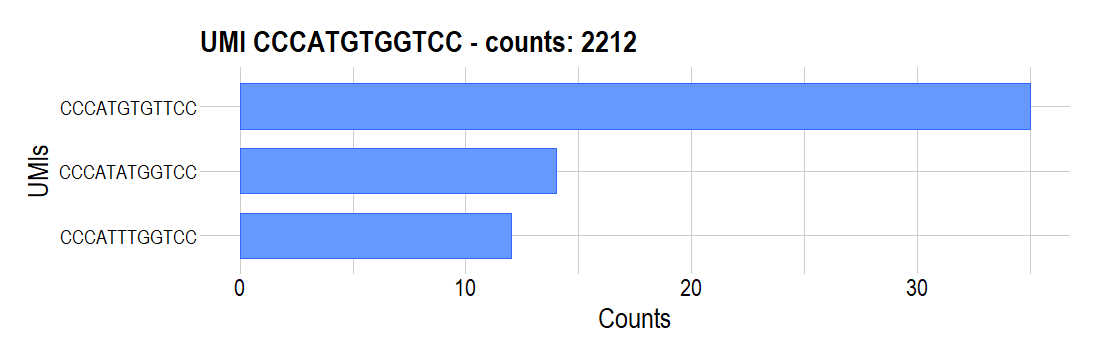 UMI CCCATGTGGTCC - counts: 2212
UMIs
CCCATGTGTTCC
CCCATATGGTCC
CCCATTTGGTCC
0 10 20 30
Counts